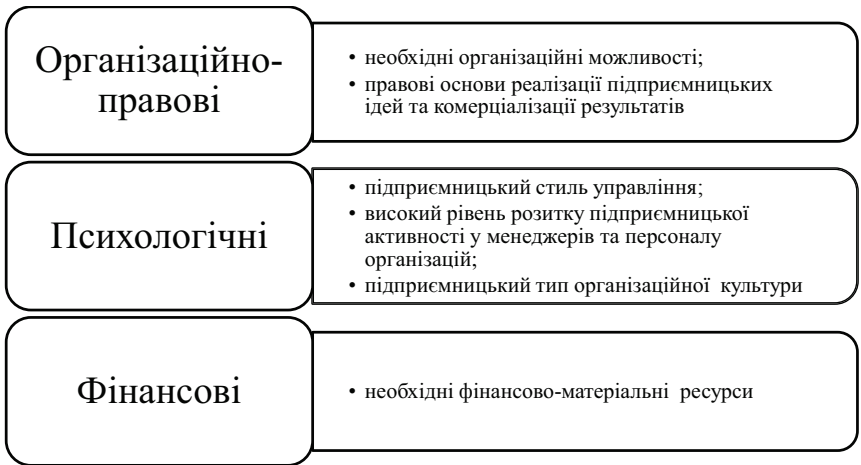 Організаційно-
правові
• необхідні організаційні можливості;
• правові основи реалізації підприємницьких
ідей та комерціалізації результатів
Психологічні
• підприємницький стиль управління;
• високий рівень розитку підприємницької
активності у менеджерів та персоналу
організацій;
• підприємницький тип організаційної культури
Фінансові
• необхідні фінансово-матеріальні ресурси